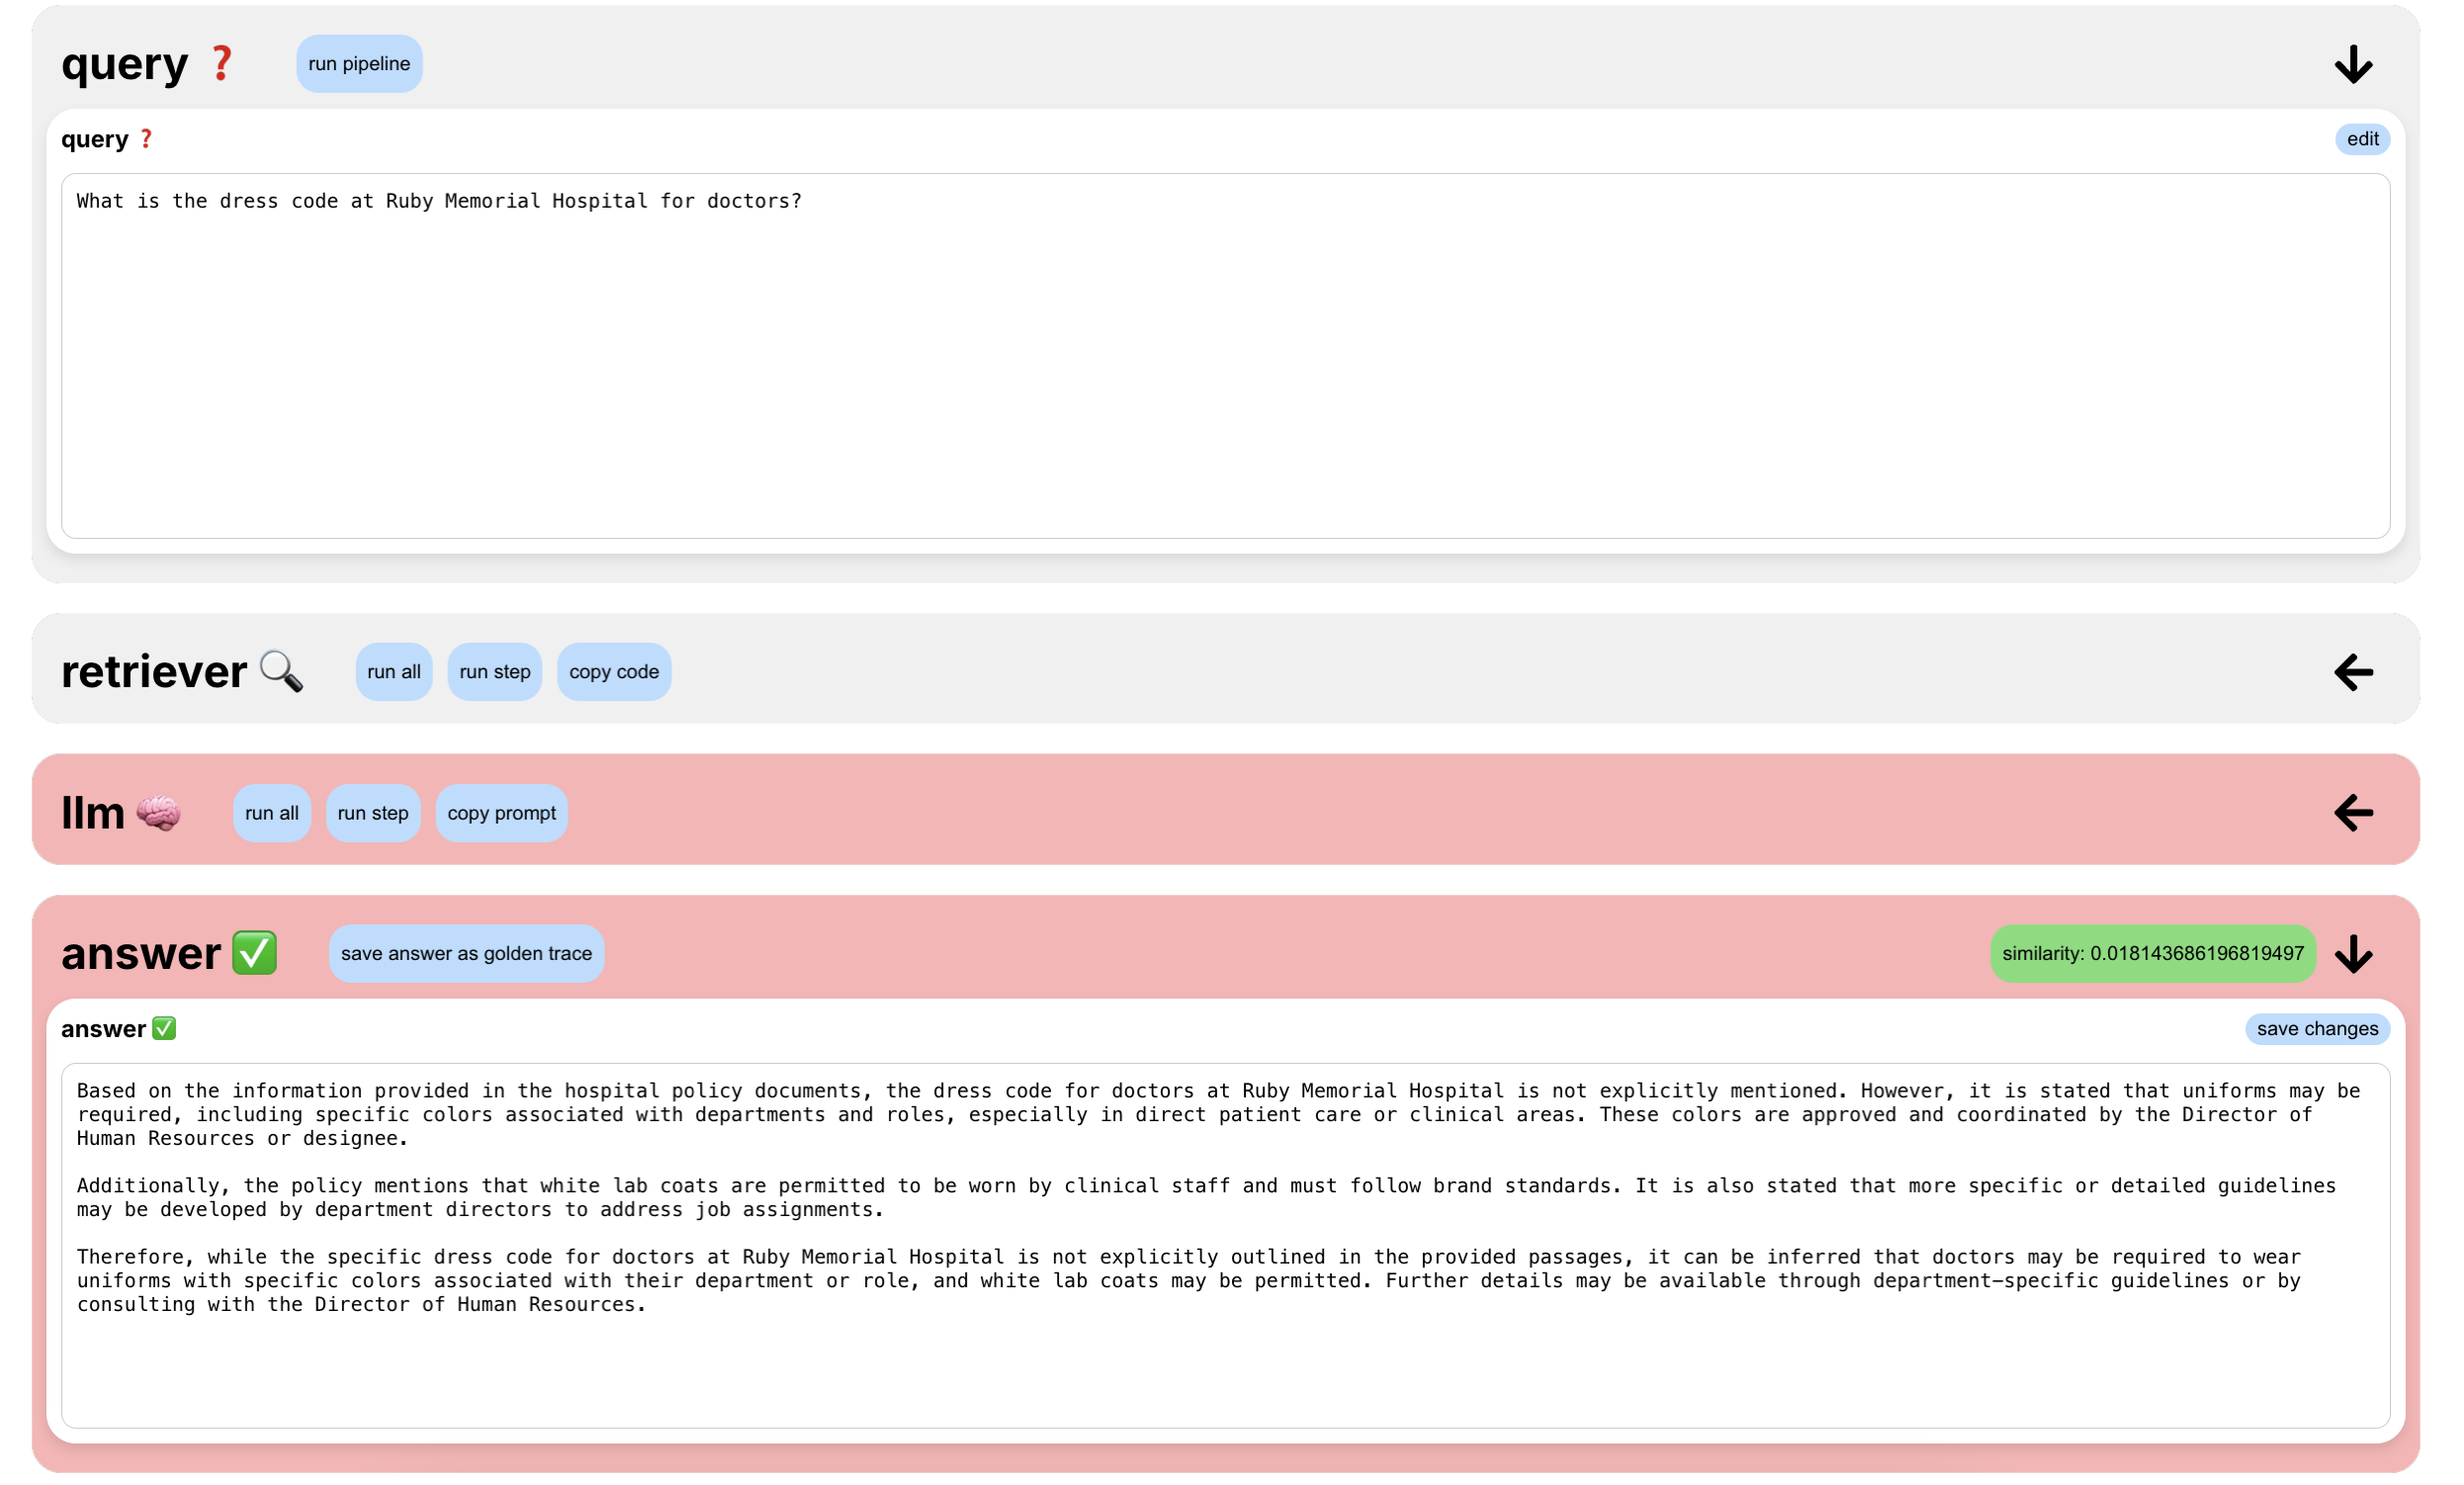 query ❓ run pipeline
query ❓ edit
What is the dress code at Ruby Memorial Hospital for doctors?
retriever 🔍 run all run step copy code
llm 🧠 run all run step copy prompt
answer ✅ save answer as golden trace similarity: 0.018143686196819497
answer ✅ save changes
Based on the information provided in the hospital policy documents, the dress code for doctors at Ruby Memorial Hospital is not explicitly mentioned. However, it is stated that uniforms may be
required, including specific colors associated with departments and roles, especially in direct patient care or clinical areas. These colors are approved and coordinated by the Director of
Human Resources or designee.
Additionally, the policy mentions that white lab coats are permitted to be worn by clinical staff and must follow brand standards. It is also stated that more specific or detailed guidelines
may be developed by department directors to address job assignments.
Therefore, while the specific dress code for doctors at Ruby Memorial Hospital is not explicitly outlined in the provided passages, it can be inferred that doctors may be required to wear
uniforms with specific colors associated with their department or role, and white lab coats may be permitted. Further details may be available through department-specific guidelines or by
consulting with the Director of Human Resources.